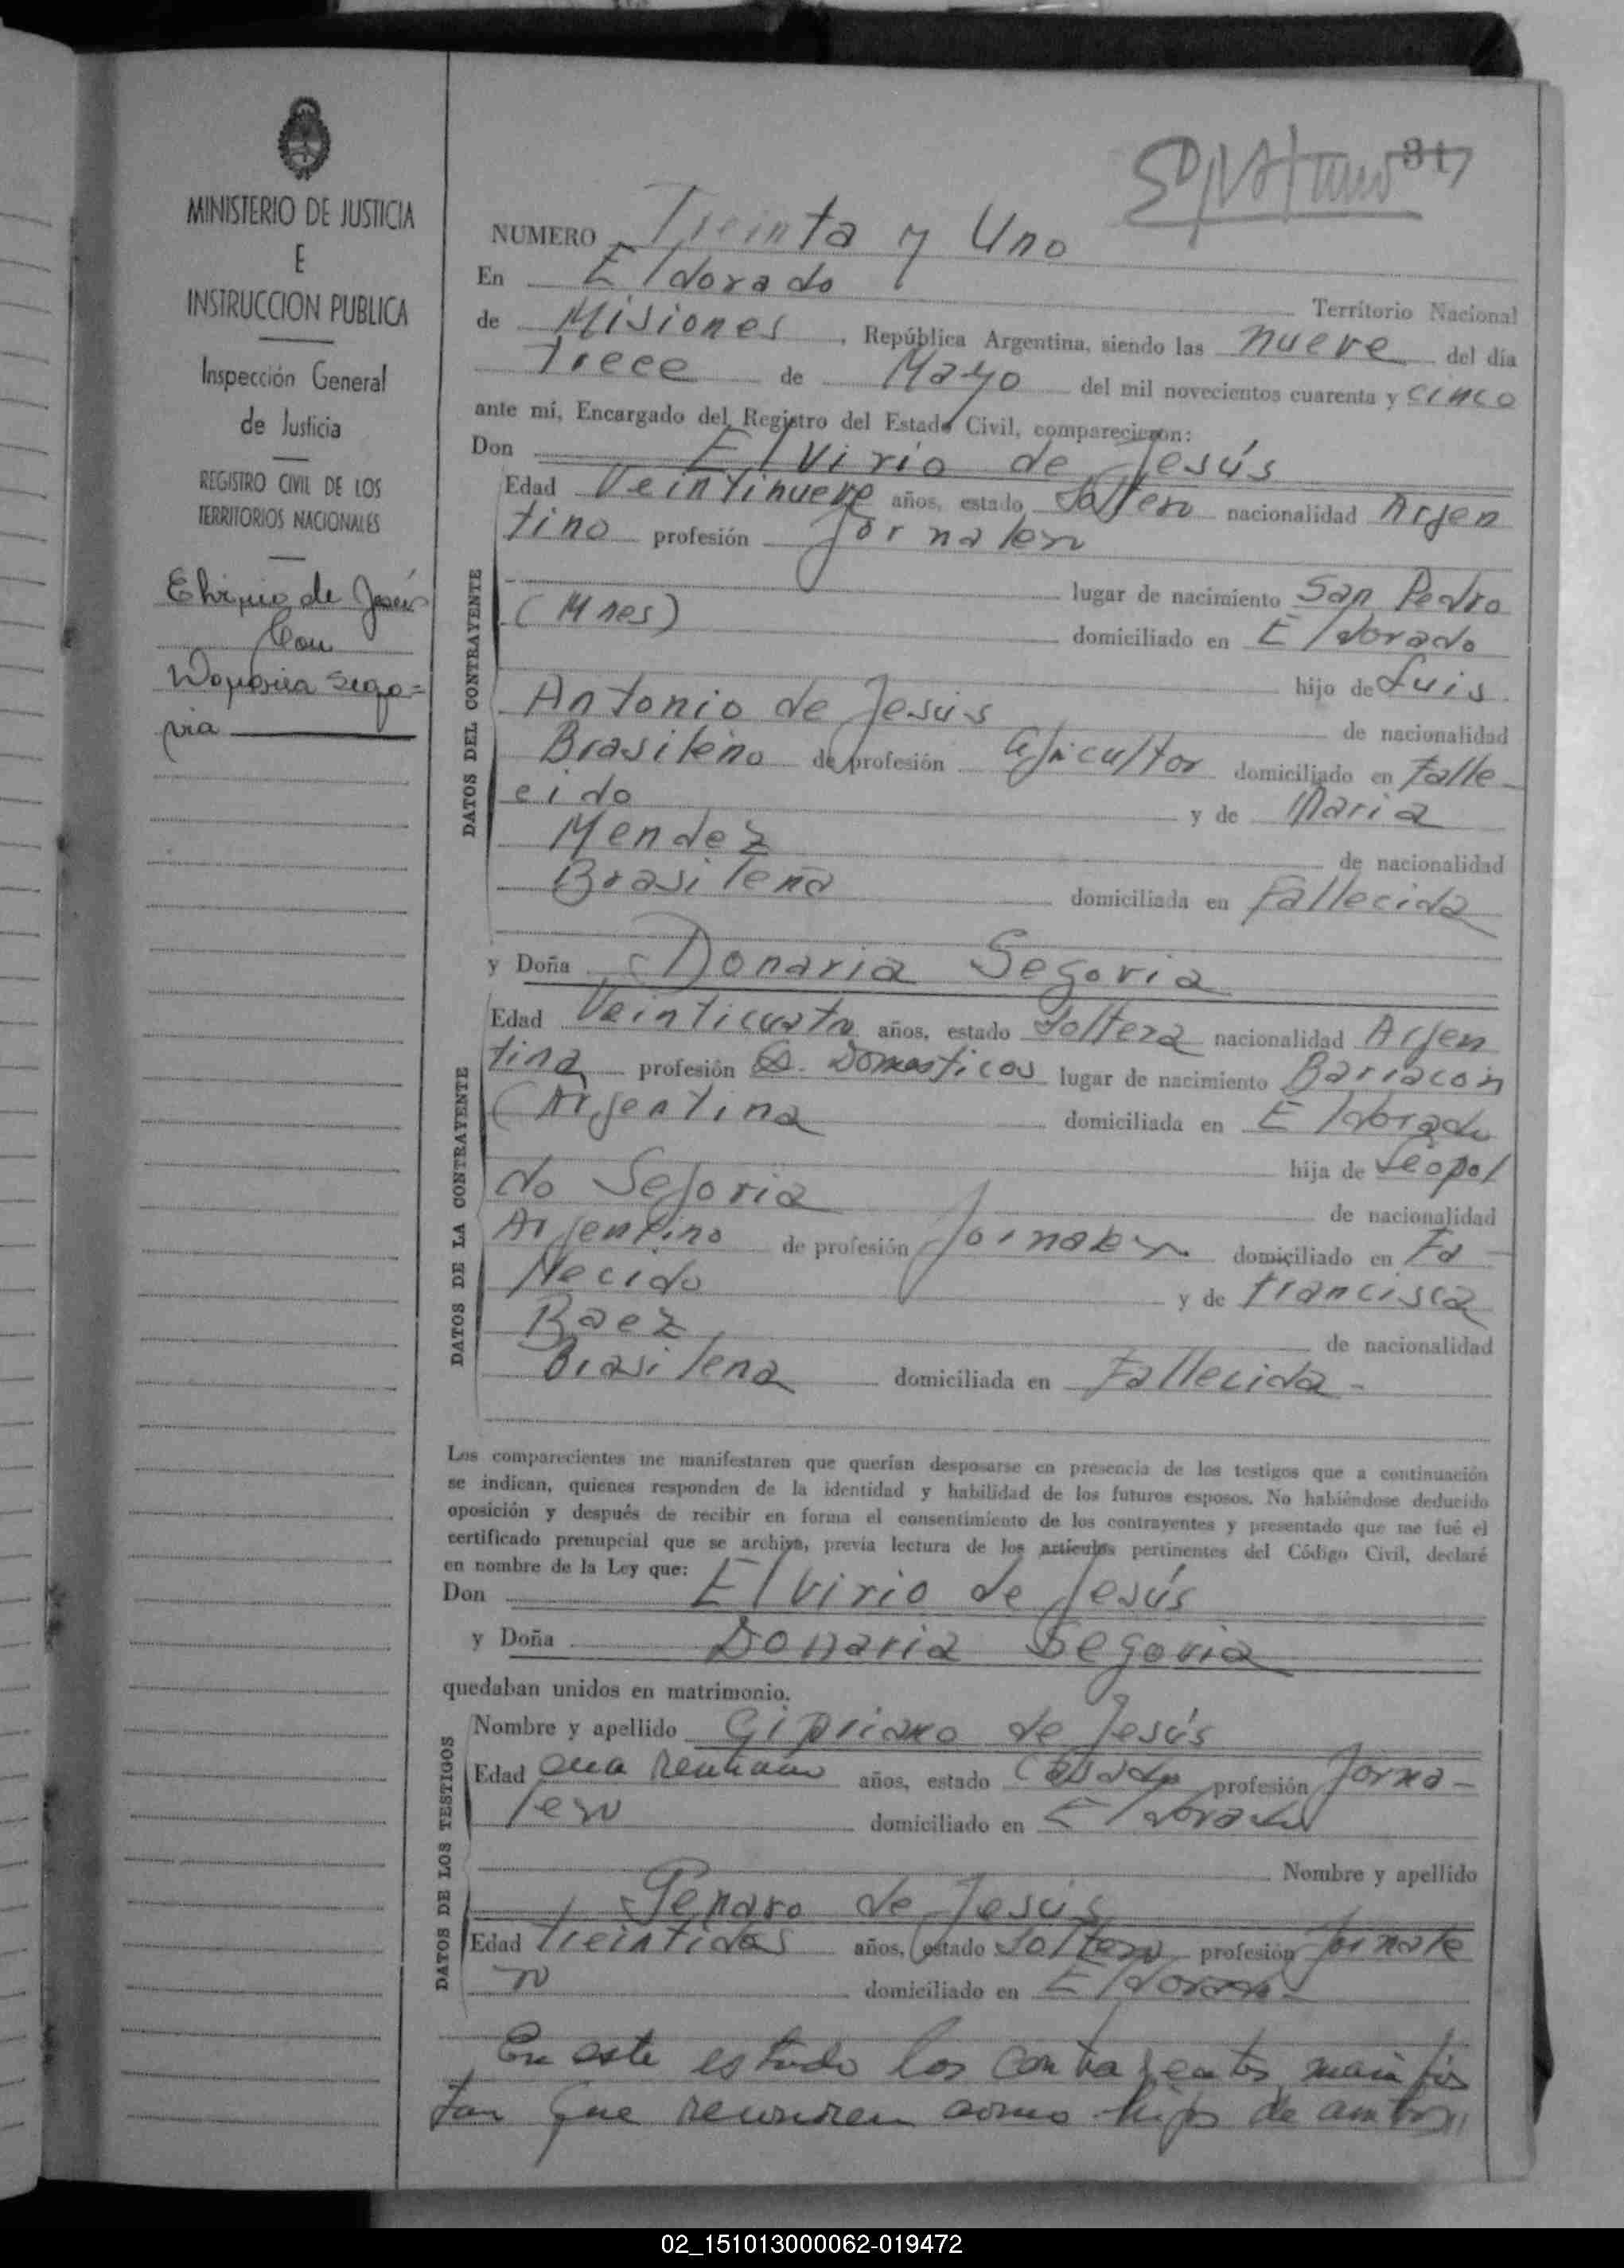 MINISTERIO DE JUSTICIA
E
INSTRUCCION PUBLICA
Inspección General
de Justicia
REGISTRO CIVIL DE LOS
TERRITORIOS NACIONALES
Elvirio de Jesús
Con
Donaria Sego=
via
31
NUMERO Treinta y Uno
En Eldorado Territorio Nacional
de Misiones, República Argentina, siendo las nueve del día
trece de Mayo del mil novecientos cuarenta y cinco
ante mí, Encargado del Registro del Estado Civil, comparecieron:
Don Elvirio de Jesús
DATOS DEL CONTRAYENTE
Edad Veintinueve años, estado Soltero nacionalidad Argen
tino profesión Jornalero
lugar de nacimiento San Pedro
(Mnes) domiciliado en Eldorado
hijo de Luis
Antonio de Jesús de nacionalidad
Brasileño de profesión agricultor domiciliado en Falle-
cido y de Maria
Mendez de nacionalidad
Brasileña domiciliada en Fallecida
y Doña Donaria Segovia
DATOS DE LA CONTRAYENTE
Edad Veinticuatro años, estado Soltera nacionalidad Argen
tina profesión Q. Domesticos lugar de nacimiento Barracon
(Argentina domiciliada en Eldorado
hija de Leopol
do Segovia de nacionalidad
Argentino de profesión Jornalero domiciliado en Fa-
llecido y de Francisca
Baez de nacionalidad
Brasilena domiciliada en Fallecida-
Los comparecientes me manifestaron que querían desposarse en presencia de los testigos que a continuación
se indican, quienes responden de la identidad y habilidad de los futuros esposos. No habiéndose deducido
oposición y después de recibir en forma el consentimiento de los contrayentes y presentado que me fué el
certificado prenupcial que se archiva, previa lectura de los artículos pertinentes del Código Civil, declaré
en nombre de la Ley que:
Don Elvirio de Jesús
y Doña Donaria Segovia
quedaban unidos en matrimonio.
DATOS DE LOS TESTIGOS
Nombre y apellido Cipriano de Jesús
Edad años, estado Casado profesión Jorna-
lero domiciliado en Eldorado
Nombre y apellido
Genaro de Jesús
Edad treintidos años, estado Soltero profesión Jornale
ro domiciliado en Eldorado
En este estado los contrayentes manifies
tan que reconocen como hijos de ambos,
02_151013000062-019472